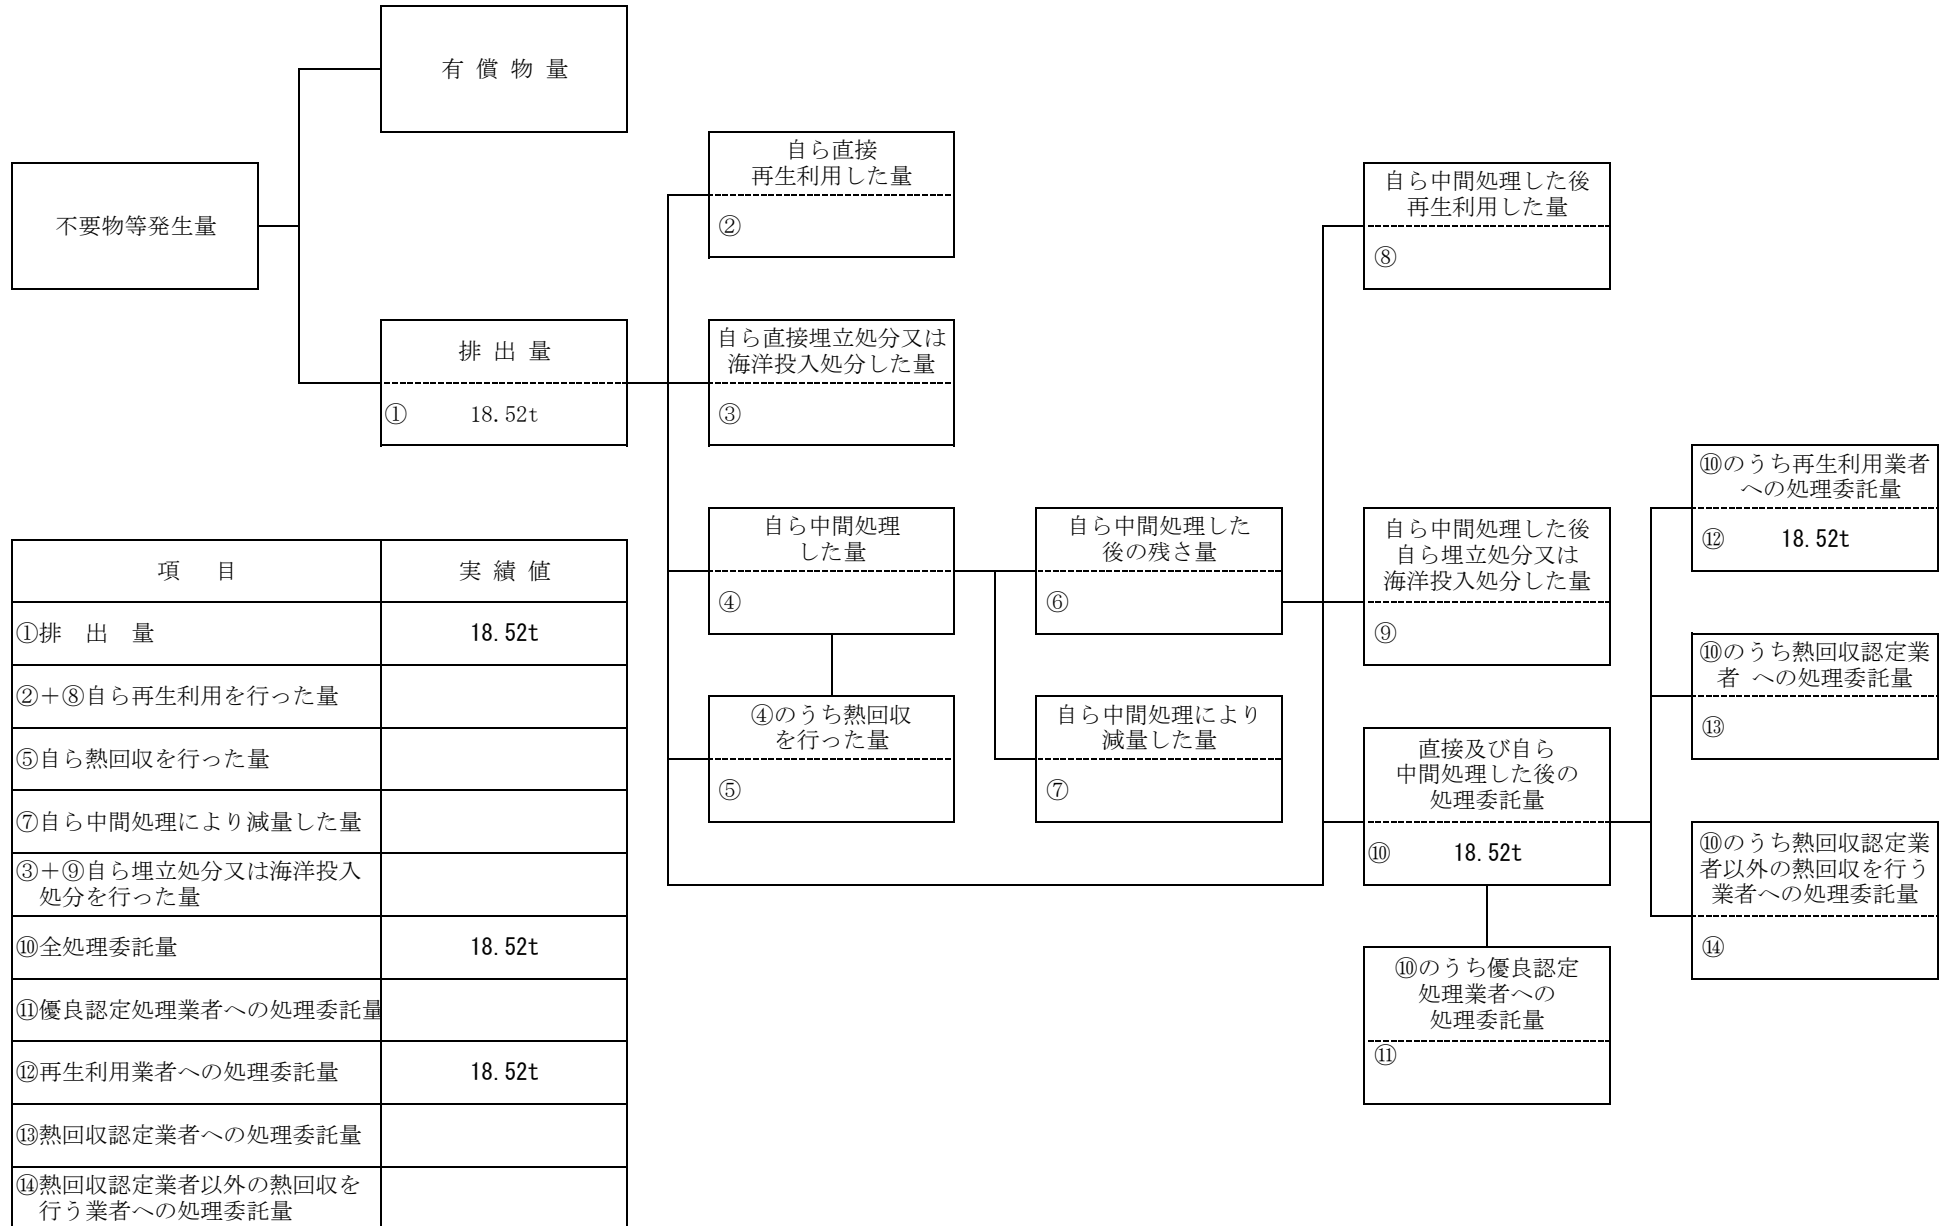 有 償 物 量
不要物等発生量
排 出 量
① 18.52t
自ら直接
再生利用した量
②
自ら直接埋立処分又は
海洋投入処分した量
③
自ら中間処理
した量
④
④のうち熱回収
を行った量
⑤
自ら中間処理した
後の残さ量
⑥
自ら中間処理により
減量した量
⑦
自ら中間処理した後
再生利用した量
⑧
自ら中間処理した後
自ら埋立処分又は
海洋投入処分した量
⑨
直接及び自ら
中間処理した後の
処理委託量
⑩ 18.52t
⑩のうち優良認定
処理業者への
処理委託量
⑪
⑩のうち再生利用業者
への処理委託量
⑫ 18.52t
⑩のうち熱回収認定業
者 への処理委託量
⑬
⑩のうち熱回収認定業
者以外の熱回収を行う
業者への処理委託量
⑭
項 目 実 績 値
①排 出 量 18.52t
②+⑧自ら再生利用を行った量
⑤自ら熱回収を行った量
⑦自ら中間処理により減量した量
③+⑨自ら埋立処分又は海洋投入
処分を行った量
⑩全処理委託量 18.52t
⑪優良認定処理業者への処理委託量
⑫再生利用業者への処理委託量 18.52t
⑬熱回収認定業者への処理委託量
⑭熱回収認定業者以外の熱回収を
行う業者への処理委託量